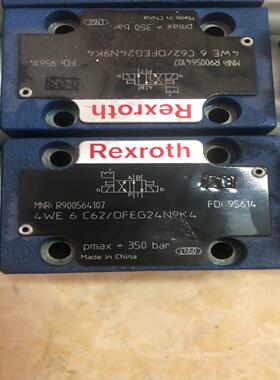 Made in China
pmax = 350 bar
4WE 6 C62/OFEG24N9K4
MNR: R900564107
FD: 95614
Rexroth
Rexroth
MNR: R900564107
FD: 95614
4WE 6 C62/OFEG24N9K4
pmax = 350 bar
Made in China